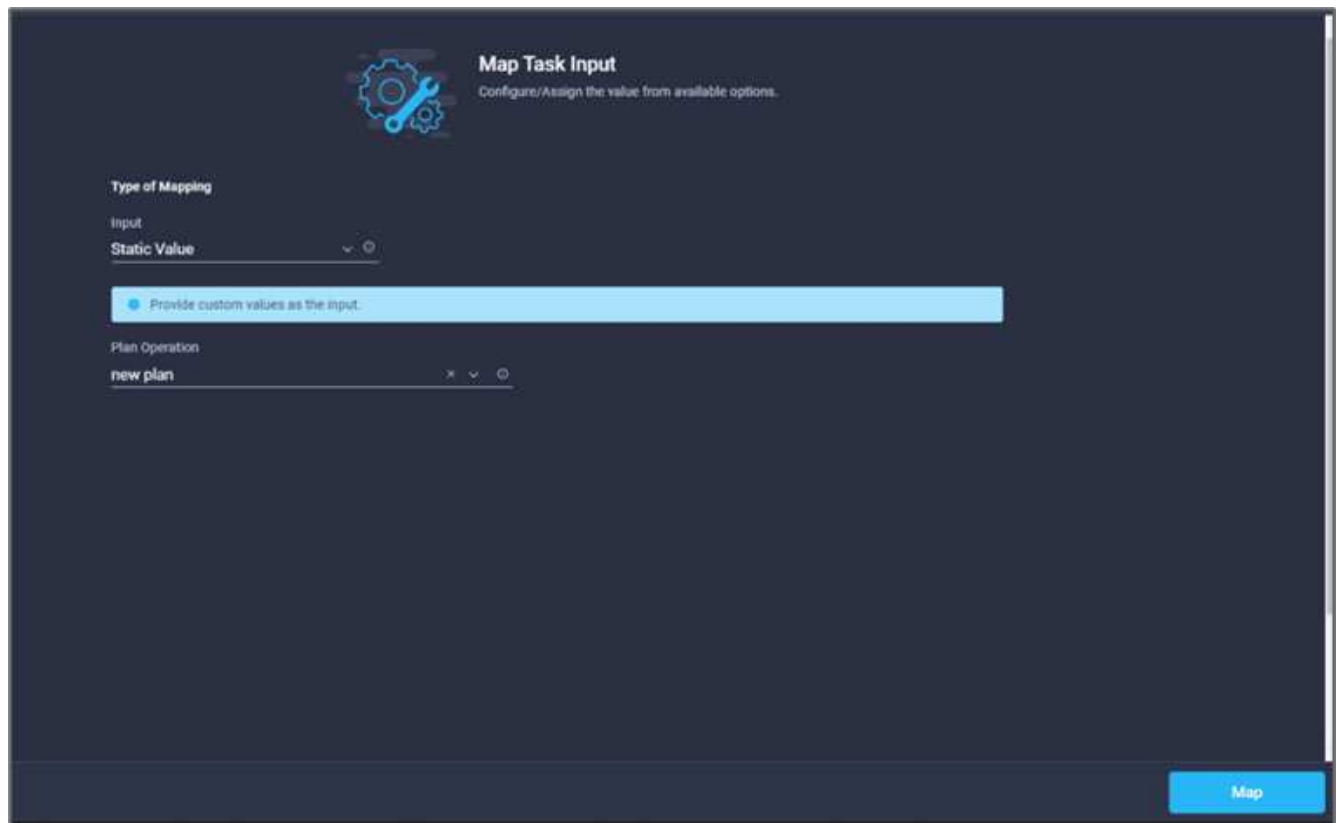 Map Task Input
Configure/Assign the value from available options.
Type of Mapping
Input
Static Value
Provide custom values as the input.
Plan Operation
new plan
Map